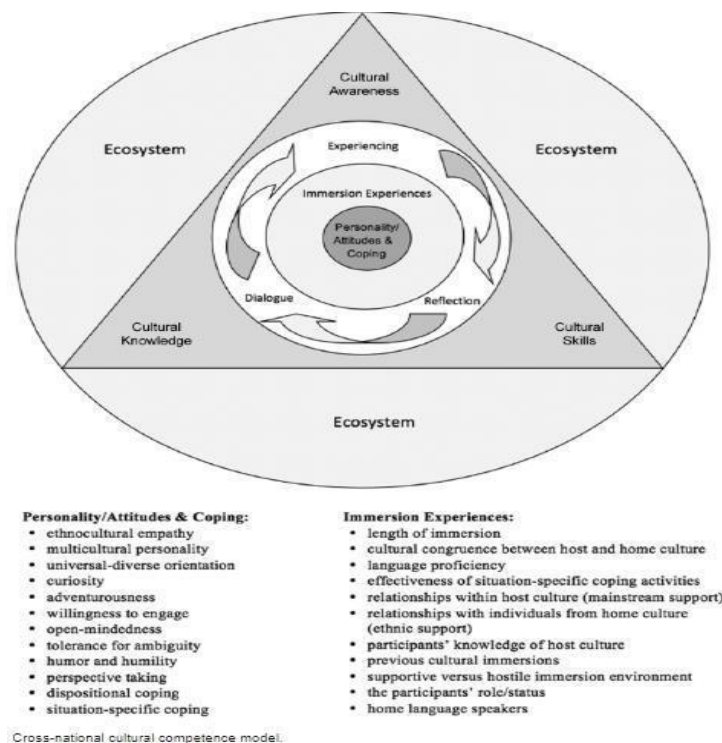 Cultural
Awareness
Ecosystem
Ecosystem
Experiencing
Immersion Experiences
Personality/
Attitudes &
Coping
Dialogue
Reflection
Cultural
Knowledge
Cultural
Skills
Ecosystem
Personality/Attitudes & Coping:
• ethnocultural empathy
• multicultural personality
• universal-diverse orientation
• curiosity
• adventurousness
• willingness to engage
• open-mindedness
• tolerance for ambiguity
• humor and humility
• perspective taking
• dispositional coping
• situation-specific coping
Immersion Experiences:
• length of immersion
• cultural congruence between host and home culture
• language proficiency
• effectiveness of situation-specific coping activities
• relationships within host culture (mainstream support)
• relationships with individuals from home culture
(ethnic support)
• participants' knowledge of host culture
• previous cultural immersions
• supportive versus hostile immersion environment
• the participants' role/status
• home language speakers
Cross-national cultural competence model.